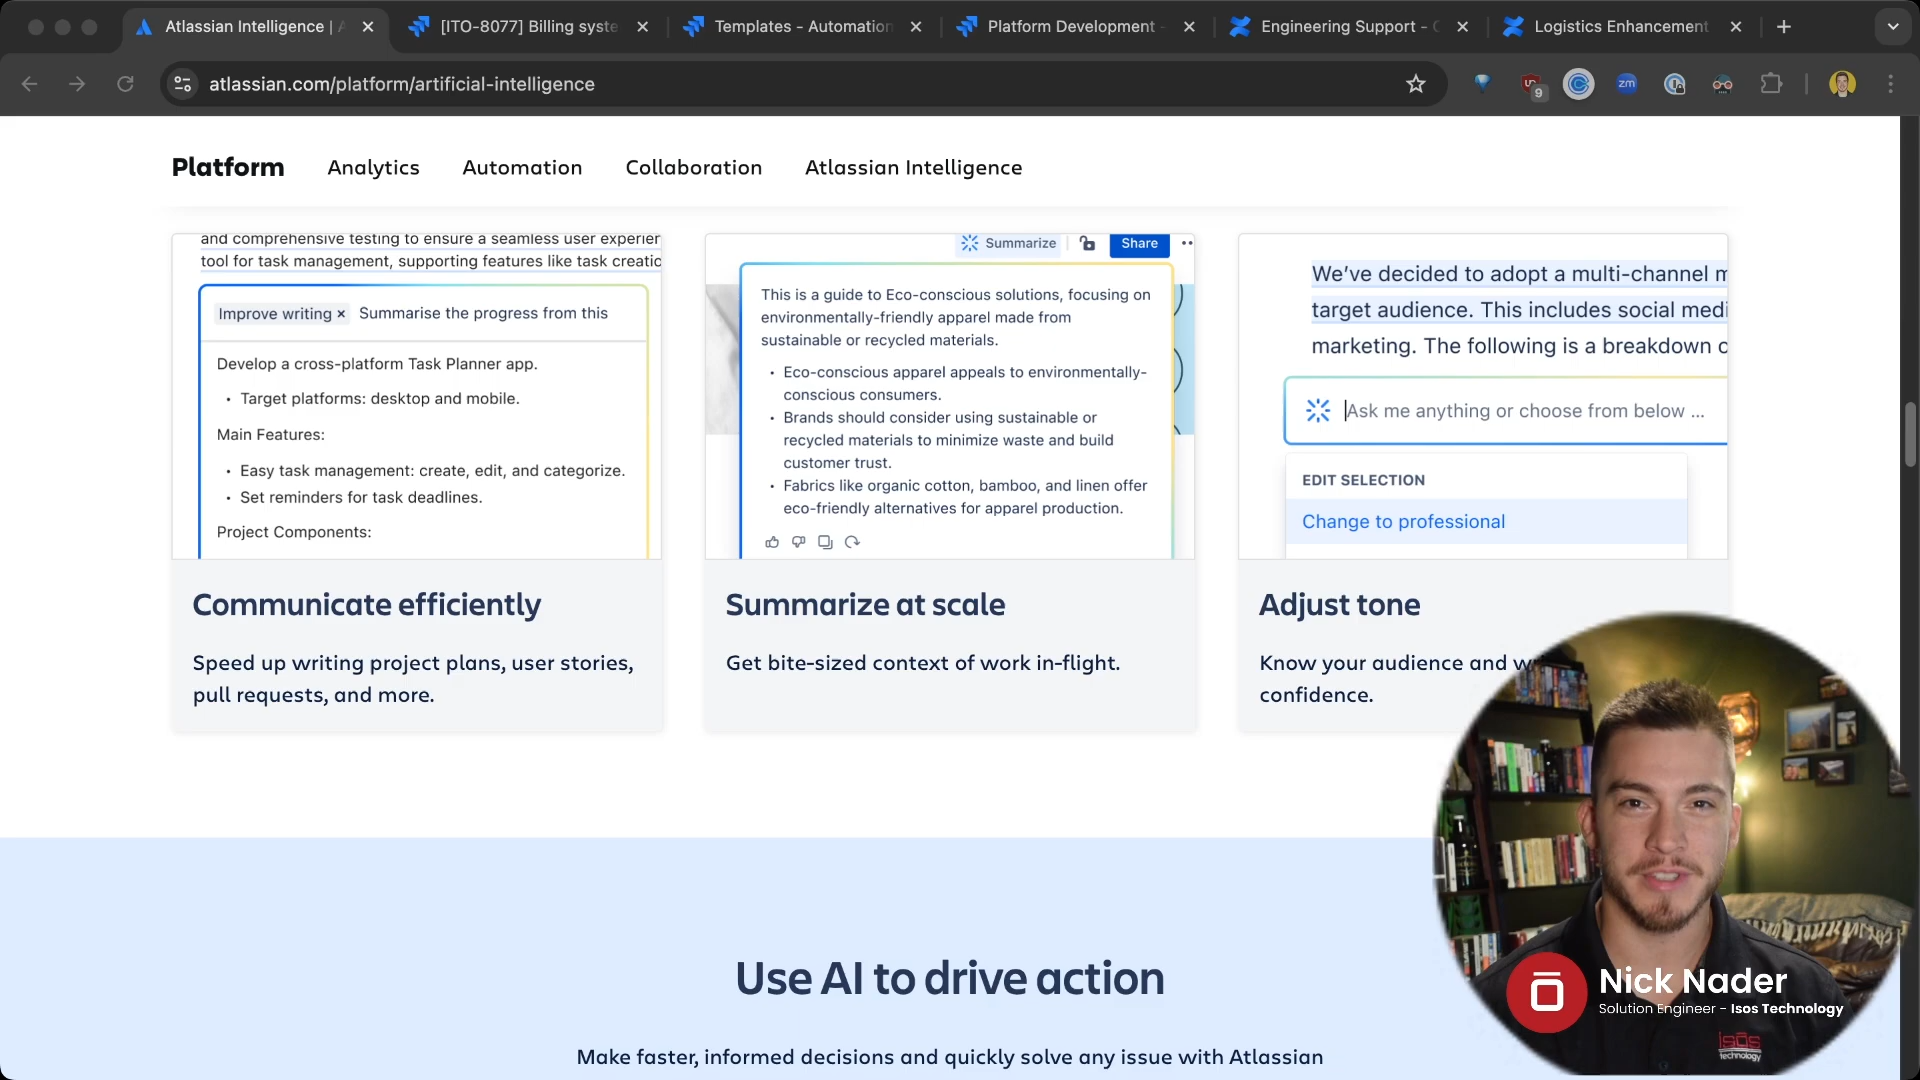 Atlassian Intelligence | A
[ITO-8077] Billing syste
Templates - Automation
Platform Development -
Engineering Support - C
Logistics Enhancement
atlassian.com/platform/artificial-intelligence
9
zm
Platform
Analytics
Automation
Collaboration
Atlassian Intelligence
and comprehensive testing to ensure a seamless user experier
tool for task management, supporting features like task creatio
Improve writing × Summarise the progress from this
Develop a cross-platform Task Planner app.
• Target platforms: desktop and mobile.
Main Features:
• Easy task management: create, edit, and categorize.
• Set reminders for task deadlines.
Project Components:
Communicate efficiently
Speed up writing project plans, user stories,
pull requests, and more.
Summarize
Share
This is a guide to Eco-conscious solutions, focusing on
environmentally-friendly apparel made from
sustainable or recycled materials.
• Eco-conscious apparel appeals to environmentally-
conscious consumers.
• Brands should consider using sustainable or
recycled materials to minimize waste and build
customer trust.
• Fabrics like organic cotton, bamboo, and linen offer
eco-friendly alternatives for apparel production.
Summarize at scale
Get bite-sized context of work in-flight.
We've decided to adopt a multi-channel m
target audience. This includes social medi
marketing. The following is a breakdown o
Ask me anything or choose from below ...
EDIT SELECTION
Change to professional
Adjust tone
Know your audience and w
confidence.
Use AI to drive action
Make faster, informed decisions and quickly solve any issue with Atlassian
Nick Nader
Solution Engineer - Isos Technology
Isos
technology